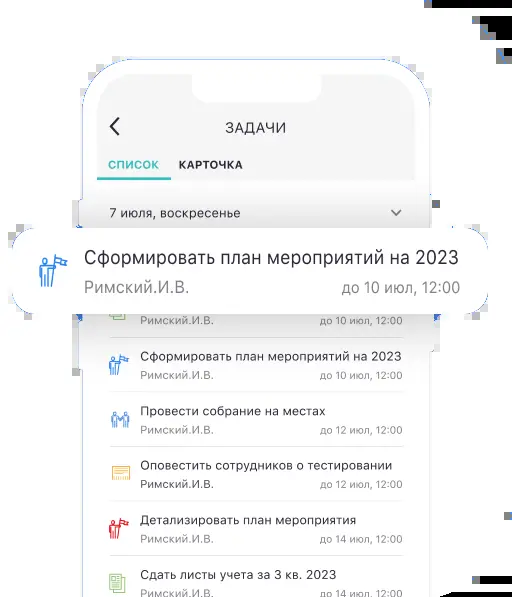 ЗАДАЧИ
СПИСОК КАРТОЧКА
7 июля, воскресенье
Сформировать план мероприятий на 2023
Римский.И.В. до 10 июл, 12:00
Римский.И.В. до 10 июл, 12:00
Сформировать план мероприятий на 2023
Римский.И.В. до 10 июл, 12:00
Провести собрание на местах
Римский.И.В. до 12 июл, 12:00
Оповестить сотрудников о тестировании
Римский.И.В. до 12 июл, 12:00
Детализировать план мероприятия
Римский.И.В. до 14 июл, 12:00
Сдать листы учета за 3 кв. 2023
Римский.И.В. до 14 июл, 12:00